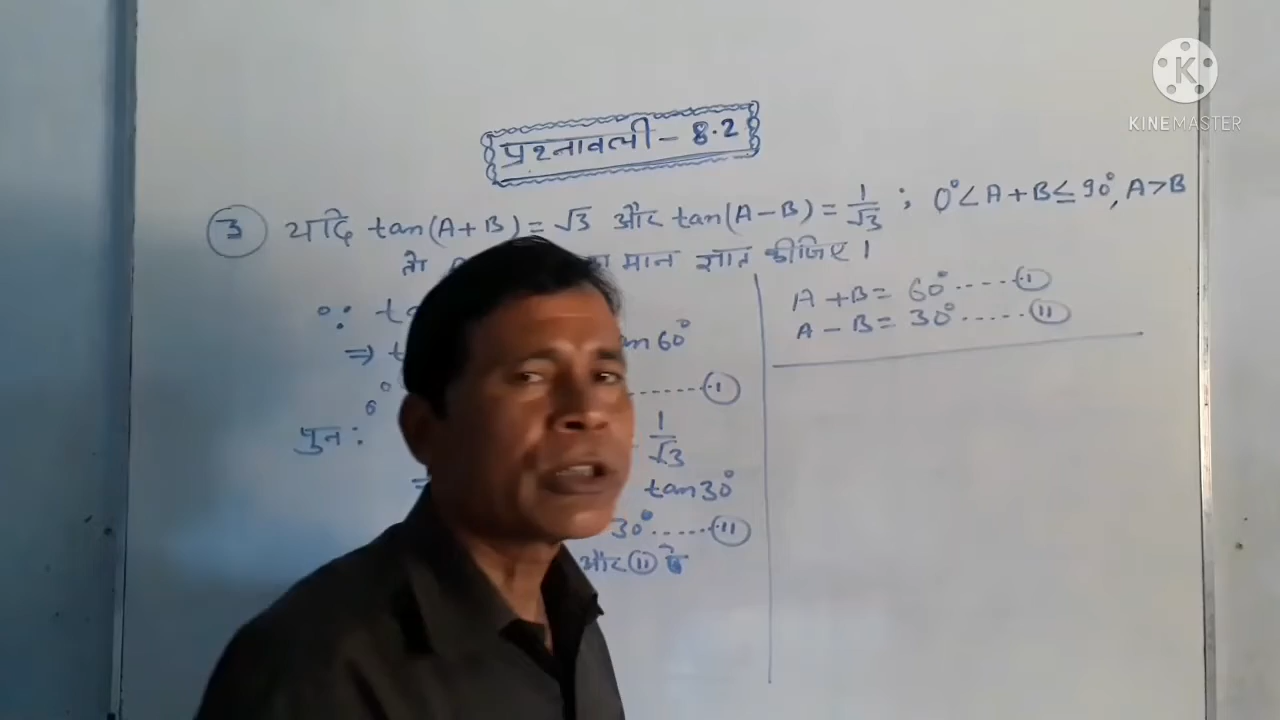 KINEMASTER
प्रश्नावली - 8.2
3 यदि tan(A+B) = √3 और tan(A-B) = 1/√3 ; 0° < A+B ≤ 90°, A>B
तो मान ज्ञात कीजिए ।
∵
⇒ tan 60°
........ I
पुनः 1/√3
tan 30°
30° ...... II
और II से
A + B = 60° ..... I
A - B = 30° ..... II